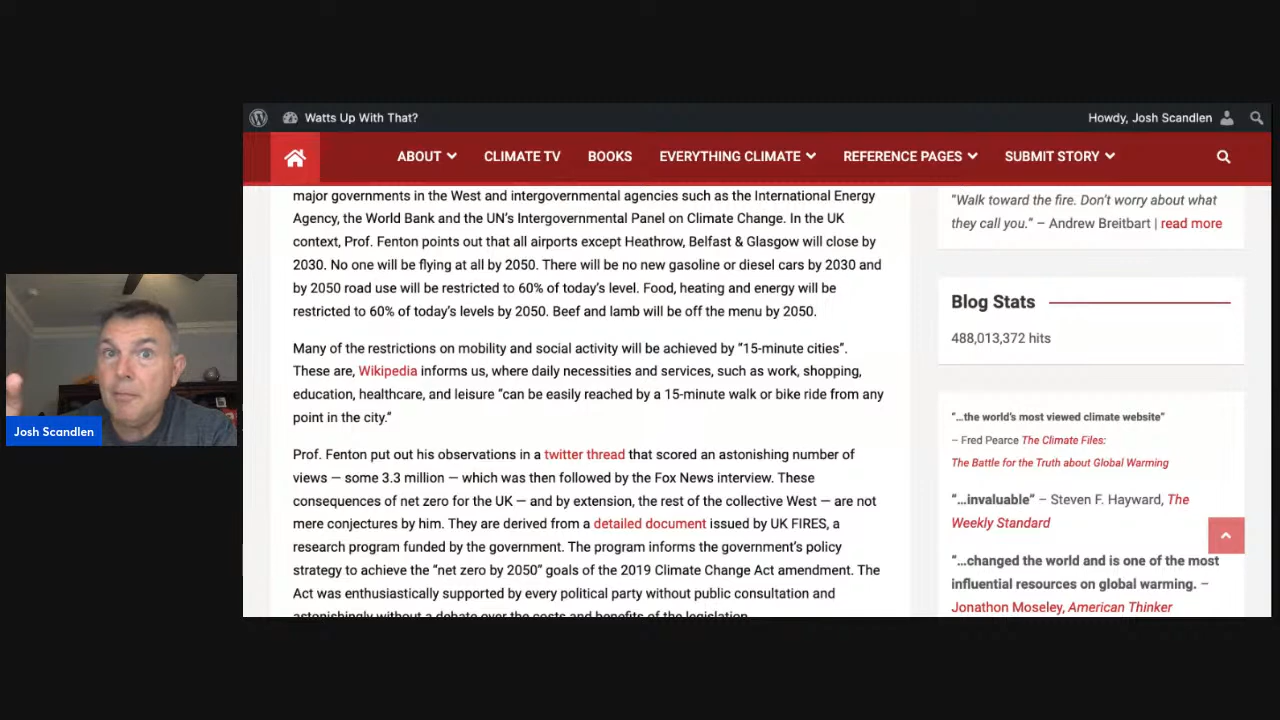 Watts Up With That?
Howdy, Josh Scandlen
ABOUT
CLIMATE TV
BOOKS
EVERYTHING CLIMATE
REFERENCE PAGES
SUBMIT STORY
major governments in the West and intergovernmental agencies such as the International Energy
Agency, the World Bank and the UN's Intergovernmental Panel on Climate Change. In the UK
context, Prof. Fenton points out that all airports except Heathrow, Belfast & Glasgow will close by
2030. No one will be flying at all by 2050. There will be no new gasoline or diesel cars by 2030 and
by 2050 road use will be restricted to 60% of today's level. Food, heating and energy will be
restricted to 60% of today's levels by 2050. Beef and lamb will be off the menu by 2050.
Many of the restrictions on mobility and social activity will be achieved by "15-minute cities".
These are, Wikipedia informs us, where daily necessities and services, such as work, shopping,
education, healthcare, and leisure "can be easily reached by a 15-minute walk or bike ride from any
point in the city."
Prof. Fenton put out his observations in a twitter thread that scored an astonishing number of
views — some 3.3 million — which was then followed by the Fox News interview. These
consequences of net zero for the UK — and by extension, the rest of the collective West — are not
mere conjectures by him. They are derived from a detailed document issued by UK FIRES, a
research program funded by the government. The program informs the government's policy
strategy to achieve the "net zero by 2050" goals of the 2019 Climate Change Act amendment. The
Act was enthusiastically supported by every political party without public consultation and
astonishingly without a debate over the costs and benefits of the legislation.
"Walk toward the fire. Don't worry about what
they call you." – Andrew Breitbart | read more
Blog Stats
488,013,372 hits
"...the world's most viewed climate website"
– Fred Pearce The Climate Files:
The Battle for the Truth about Global Warming
"...invaluable" – Steven F. Hayward, The
Weekly Standard
"...changed the world and is one of the most
influential resources on global warming. –
Jonathon Moseley, American Thinker
Josh Scandlen